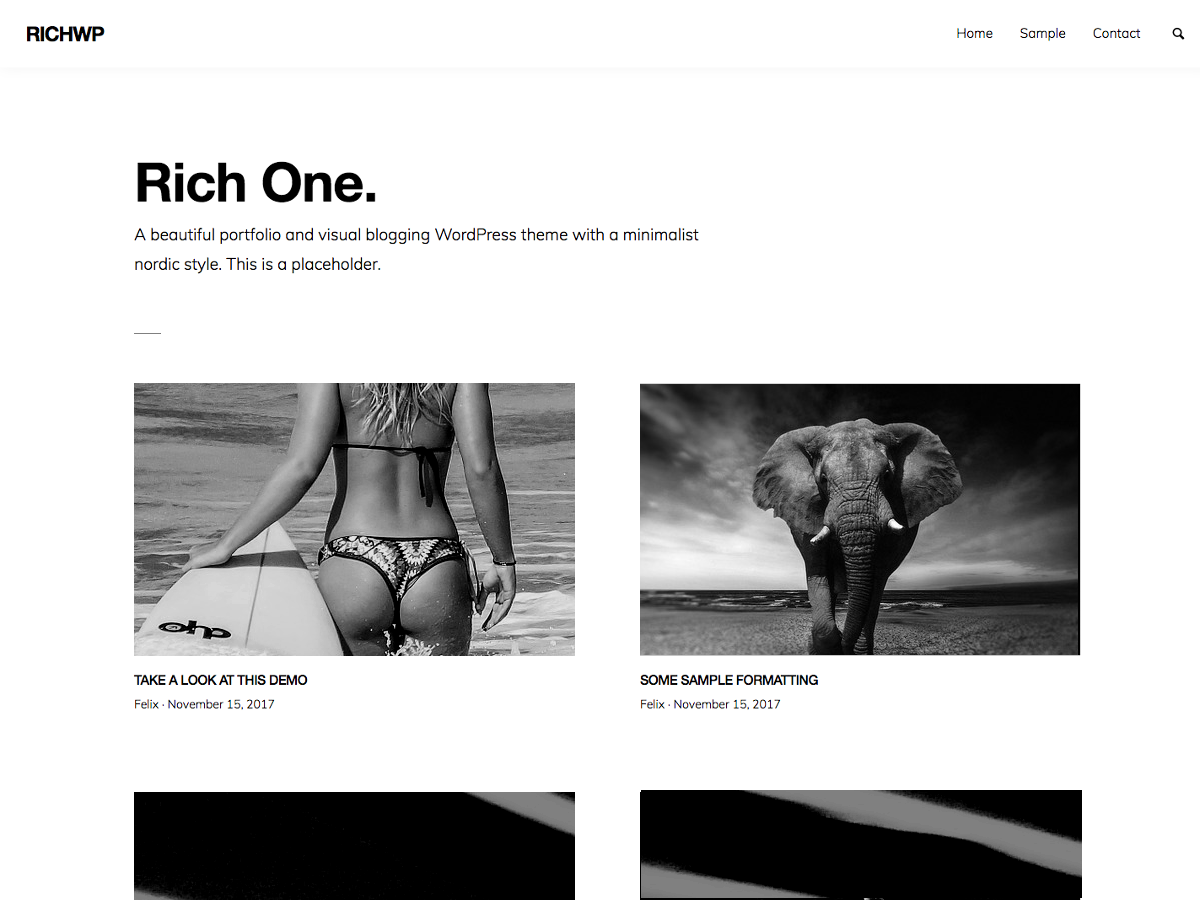 RICHWP
Home
Sample
Contact
Rich One.
A beautiful portfolio and visual blogging WordPress theme with a minimalist
nordic style. This is a placeholder.
ohp
TAKE A LOOK AT THIS DEMO
Felix · November 15, 2017
SOME SAMPLE FORMATTING
Felix · November 15, 2017